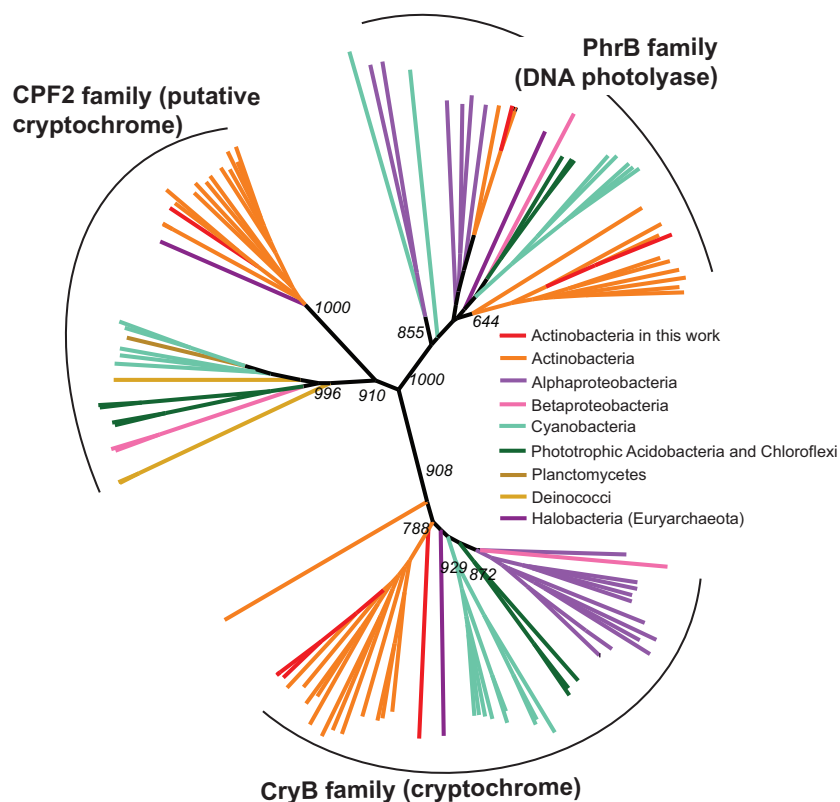 PhrB family
(DNA photolyase)
CPF2 family (putative
cryptochrome)
1000
855
644
Actinobacteria in this work
Actinobacteria
Alphaproteobacteria
Betaproteobacteria
Cyanobacteria
Phototrophic Acidobacteria and Chloroflexi
Planctomycetes
Deinococci
Halobacteria (Euryarchaeota)
1000
996
910
908
788
929
872
CryB family (cryptochrome)